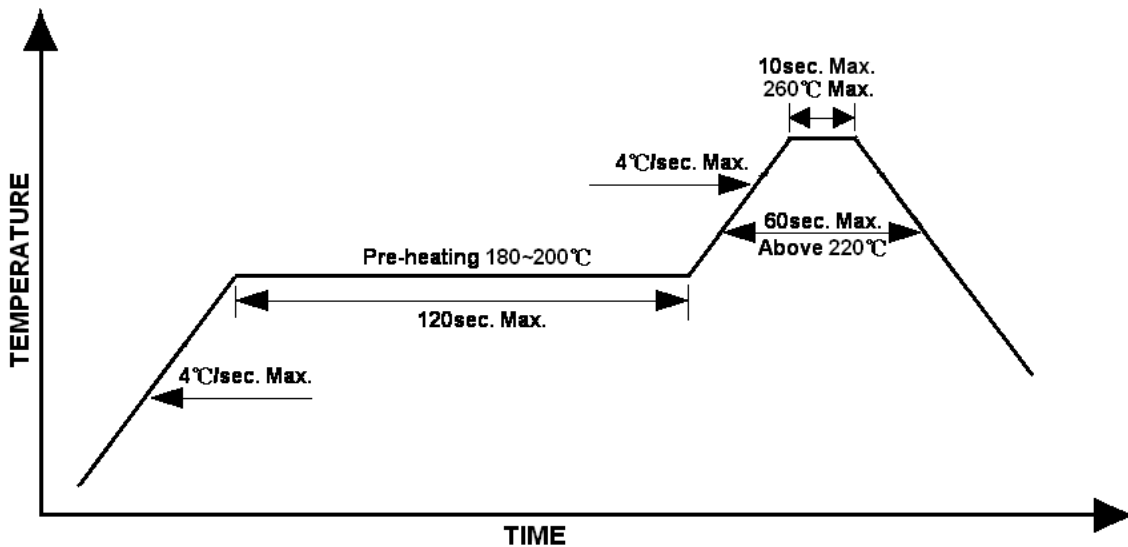 10sec. Max.
260℃ Max.
4℃/sec. Max.
60sec. Max.
Above 220℃
Pre-heating 180~200℃
120sec. Max.
4℃/sec. Max.
TEMPERATURE
TIME